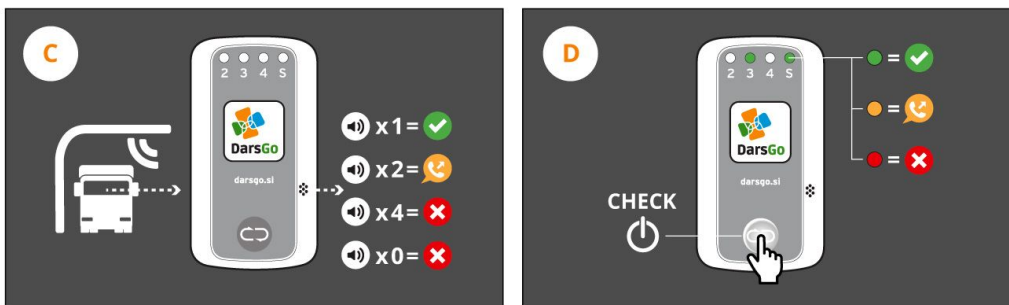 C
2 3 4 S
DarsGo
darsgo.si
x1=
x2=
x4=
x0=
D
2 3 4 S
DarsGo
darsgo.si
CHECK
=
=
=